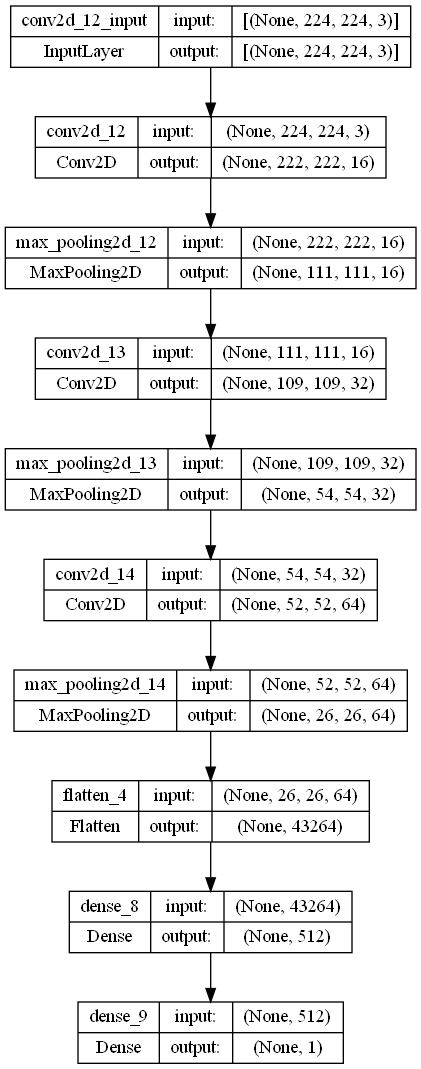 conv2d_12_input input: [(None, 224, 224, 3)]
InputLayer output: [(None, 224, 224, 3)]
conv2d_12 input: (None, 224, 224, 3)
Conv2D output: (None, 222, 222, 16)
max_pooling2d_12 input: (None, 222, 222, 16)
MaxPooling2D output: (None, 111, 111, 16)
conv2d_13 input: (None, 111, 111, 16)
Conv2D output: (None, 109, 109, 32)
max_pooling2d_13 input: (None, 109, 109, 32)
MaxPooling2D output: (None, 54, 54, 32)
conv2d_14 input: (None, 54, 54, 32)
Conv2D output: (None, 52, 52, 64)
max_pooling2d_14 input: (None, 52, 52, 64)
MaxPooling2D output: (None, 26, 26, 64)
flatten_4 input: (None, 26, 26, 64)
Flatten output: (None, 43264)
dense_8 input: (None, 43264)
Dense output: (None, 512)
dense_9 input: (None, 512)
Dense output: (None, 1)